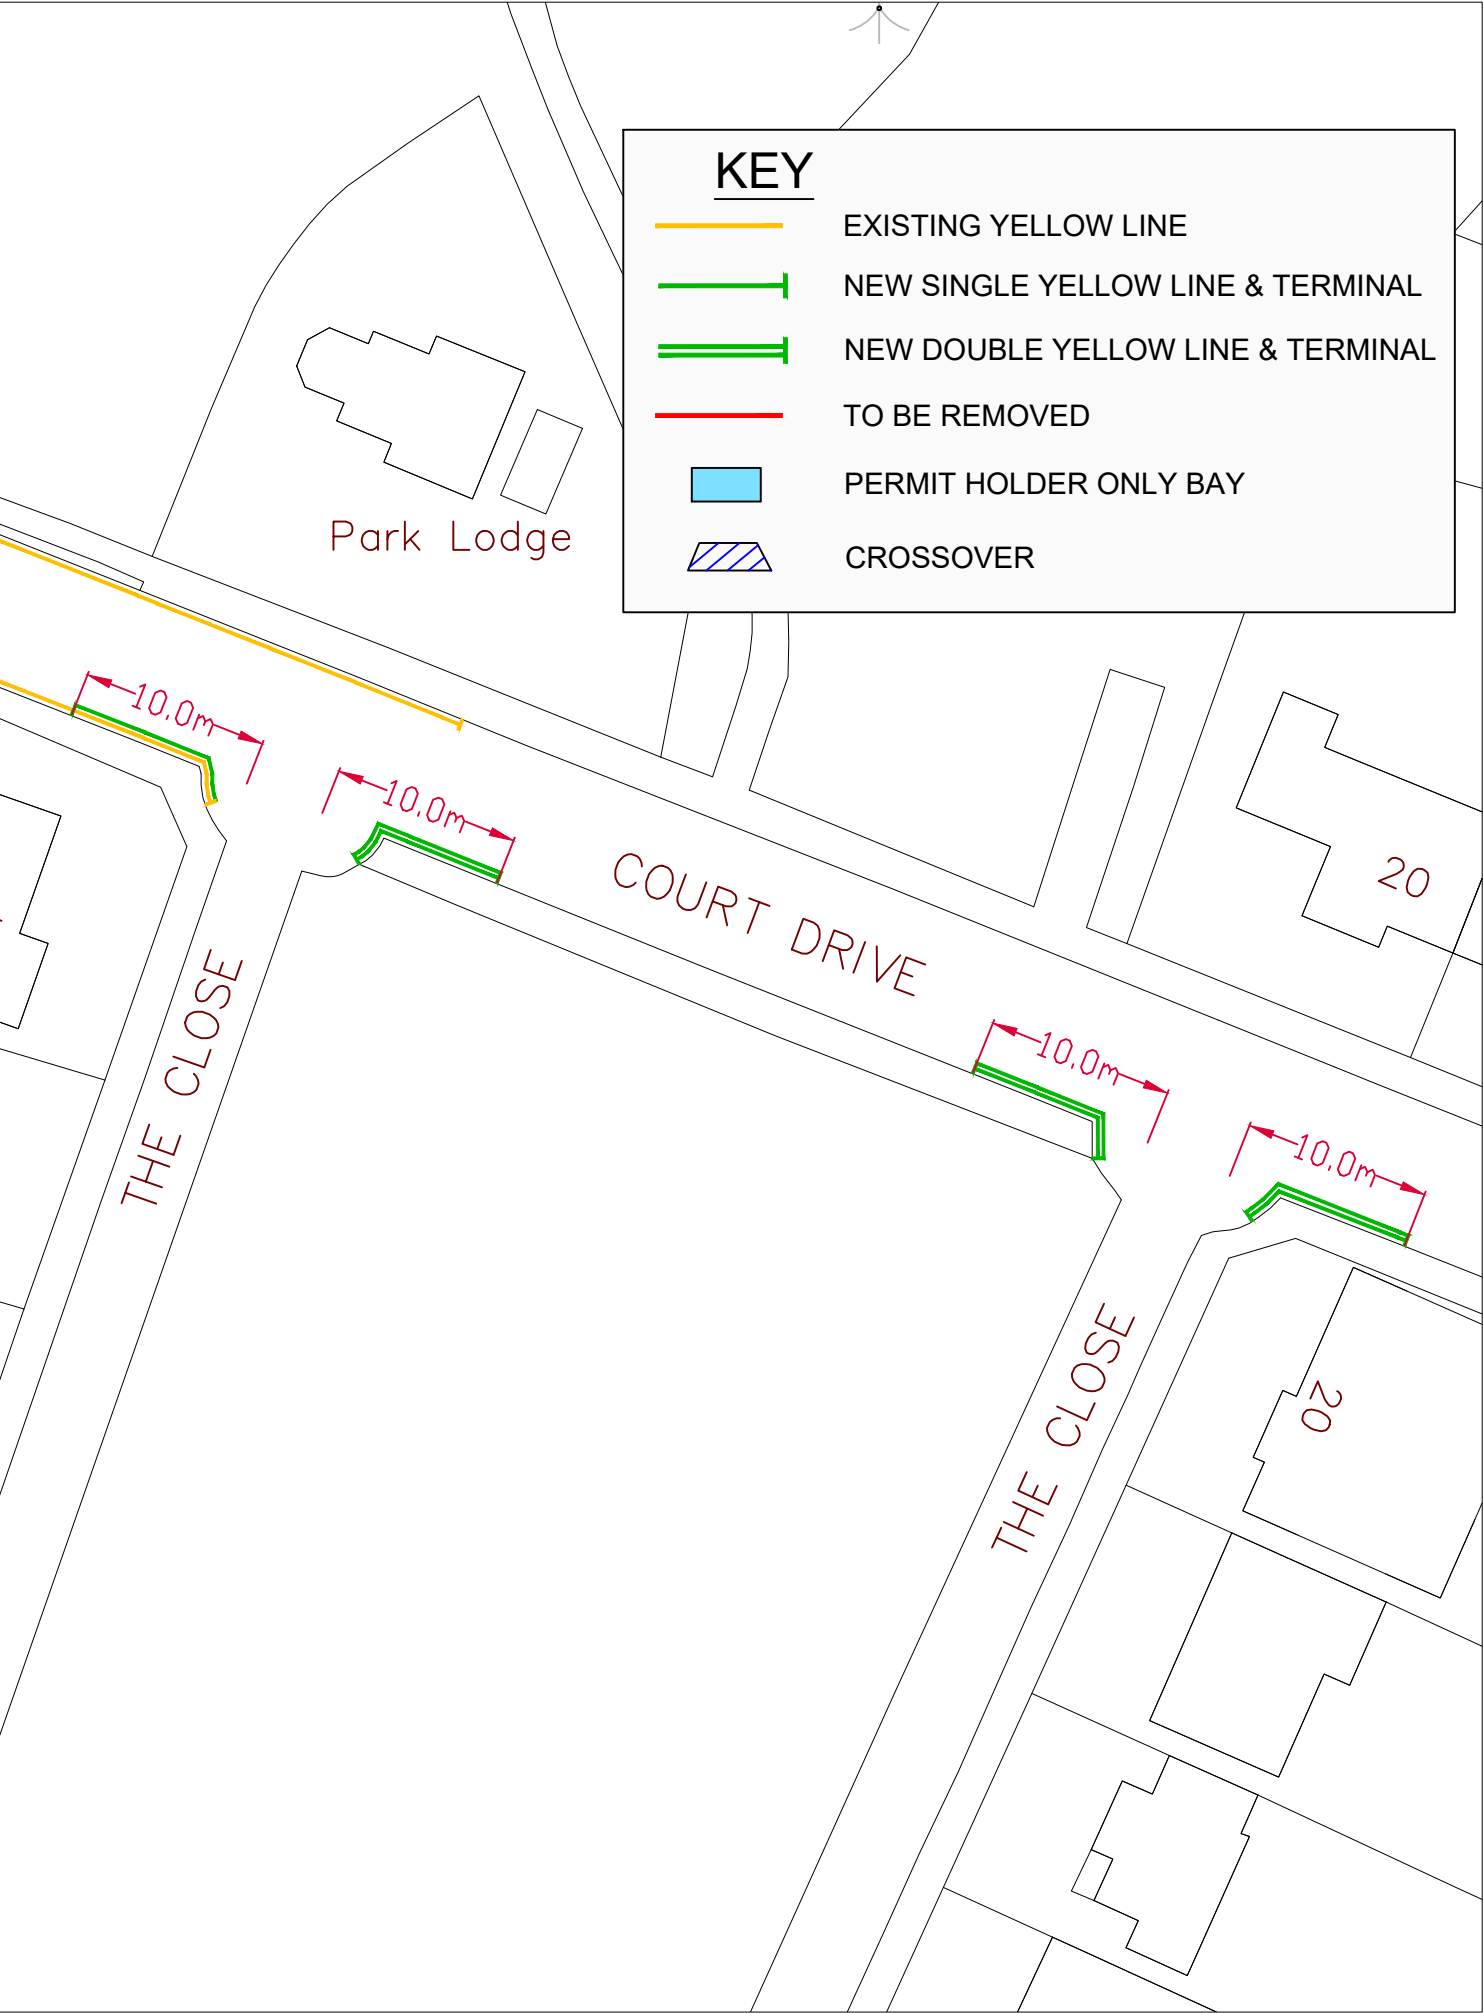 KEY
EXISTING YELLOW LINE
NEW SINGLE YELLOW LINE & TERMINAL
NEW DOUBLE YELLOW LINE & TERMINAL
TO BE REMOVED
PERMIT HOLDER ONLY BAY
CROSSOVER
Park Lodge
10.0m
10.0m
COURT DRIVE
20
THE CLOSE
10.0m
10.0m
THE CLOSE
20